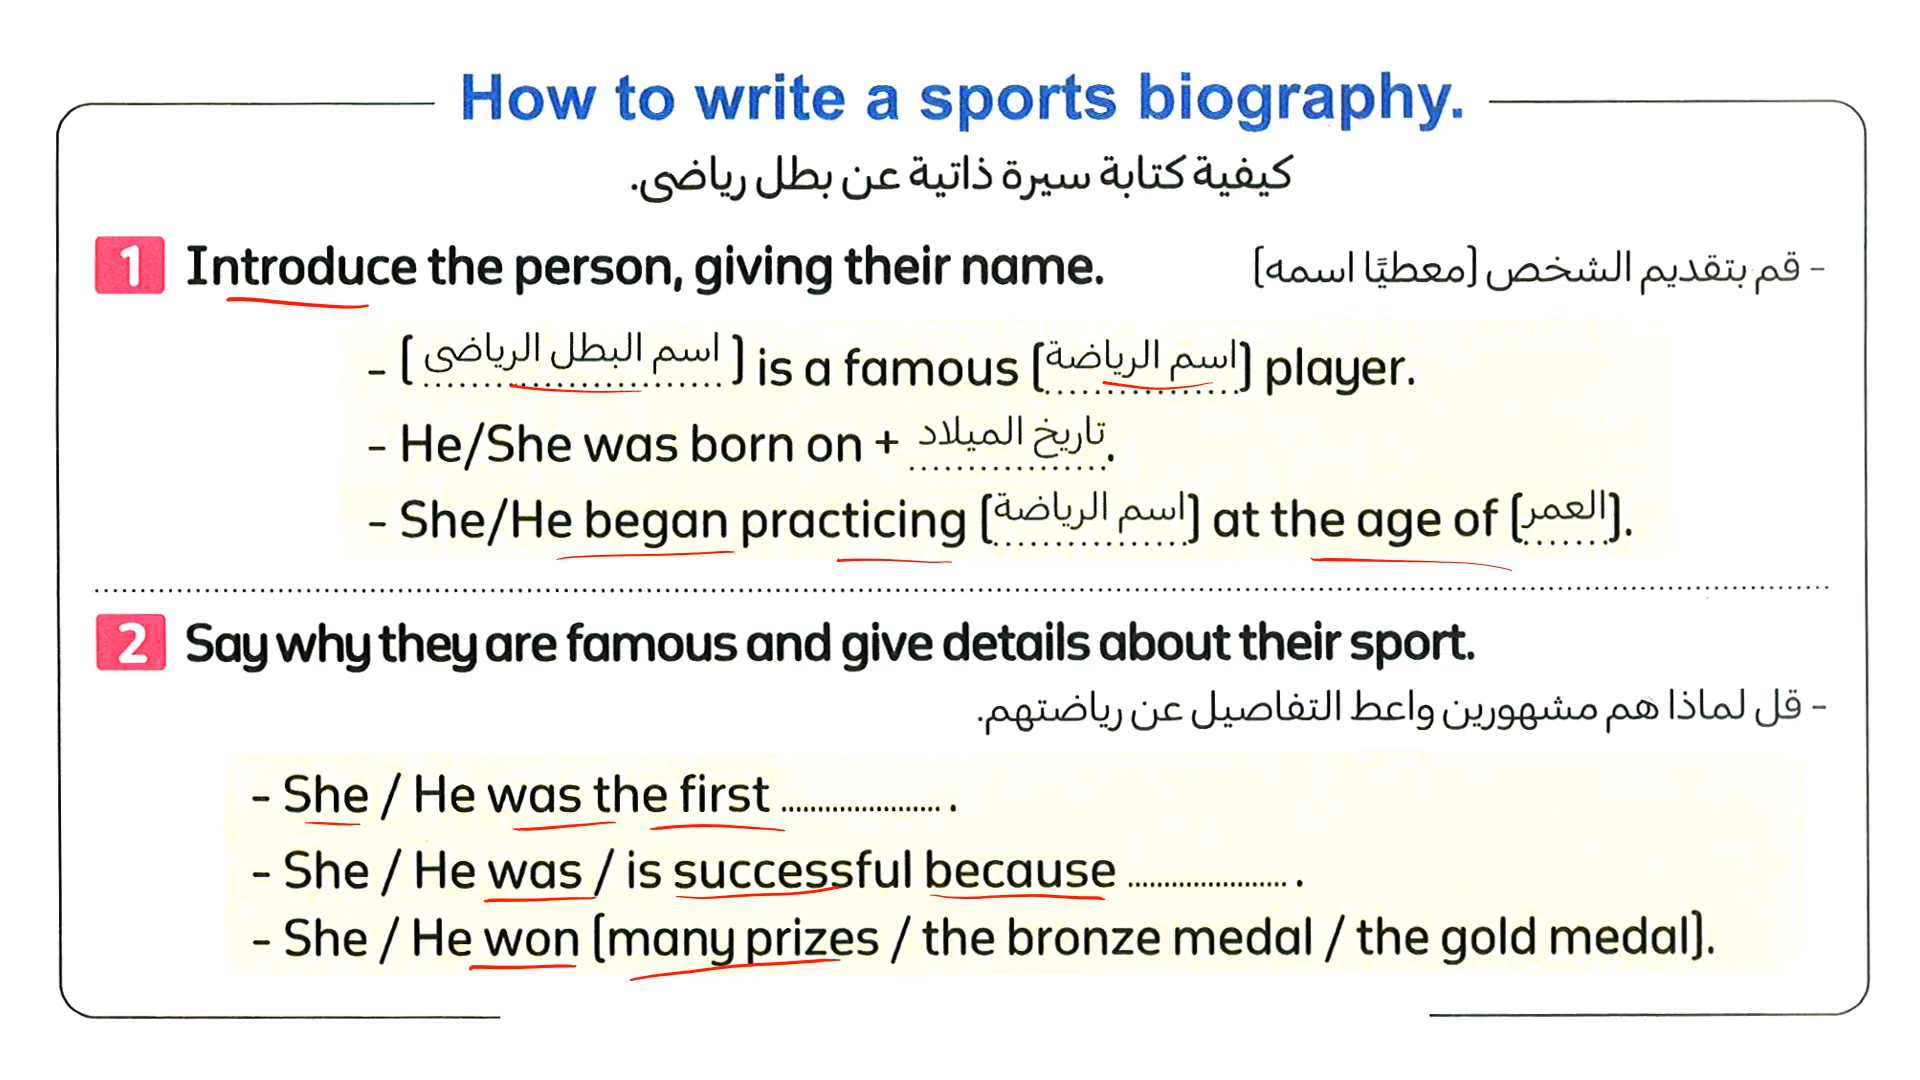 How to write a sports biography.
كيفية كتابة سيرة ذاتية عن بطل رياضى.
1 Introduce the person, giving their name. - قم بتقديم الشخص [معطيًا اسمه]
- [اسم البطل الرياضى] is a famous [اسم الرياضة] player.
- He/She was born on + تاريخ الميلاد.
- She/He began practicing [اسم الرياضة] at the age of [العمر].
2 Say why they are famous and give details about their sport.
- قل لماذا هم مشهورين واعط التفاصيل عن رياضتهم.
- She / He was the first ...................... .
- She / He was / is successful because ...................... .
- She / He won [many prizes / the bronze medal / the gold medal].